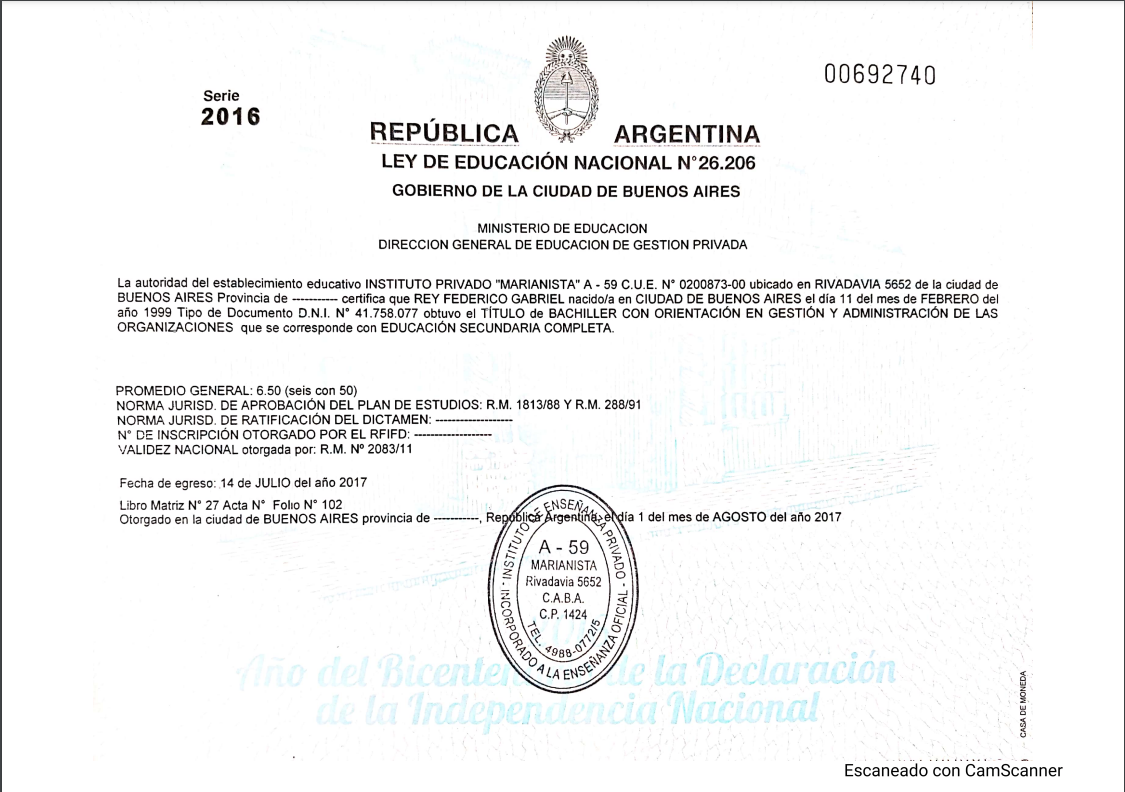 Serie
2016
00692740
REPÚBLICA ARGENTINA
LEY DE EDUCACIÓN NACIONAL N°26.206
GOBIERNO DE LA CIUDAD DE BUENOS AIRES
MINISTERIO DE EDUCACION
DIRECCION GENERAL DE EDUCACION DE GESTION PRIVADA
La autoridad del establecimiento educativo INSTITUTO PRIVADO "MARIANISTA" A - 59 C.U.E. N° 0200873-00 ubicado en RIVADAVIA 5652 de la ciudad de
BUENOS AIRES Provincia de ----------- certifica que REY FEDERICO GABRIEL nacido/a en CIUDAD DE BUENOS AIRES el día 11 del mes de FEBRERO del
año 1999 Tipo de Documento D.N.I. N° 41.758.077 obtuvo el TÍTULO de BACHILLER CON ORIENTACIÓN EN GESTIÓN Y ADMINISTRACIÓN DE LAS
ORGANIZACIONES que se corresponde con EDUCACIÓN SECUNDARIA COMPLETA.
PROMEDIO GENERAL: 6.50 (seis con 50)
NORMA JURISD. DE APROBACIÓN DEL PLAN DE ESTUDIOS: R.M. 1813/88 Y R.M. 288/91
NORMA JURISD. DE RATIFICACIÓN DEL DICTAMEN: -------------------
N° DE INSCRIPCIÓN OTORGADO POR EL RFIFD: -------------------
VALIDEZ NACIONAL otorgada por: R.M. Nº 2083/11
Fecha de egreso: 14 de JULIO del año 2017
Libro Matriz N° 27 Acta N° Folio N° 102
Otorgado en la ciudad de BUENOS AIRES provincia de -----------, República Argentina, el día 1 del mes de AGOSTO del año 2017
INSTITUTO DE ENSEÑANZA PRIVADO - INCORPORADO A LA ENSEÑANZA OFICIAL -
A - 59
MARIANISTA
Rivadavia 5652
C.A.B.A.
C.P. 1424
TEL. 4988-0772/5
Año del Bicentenario de la Declaración
de la Independencia Nacional
CASA DE MONEDA
Escaneado con CamScanner